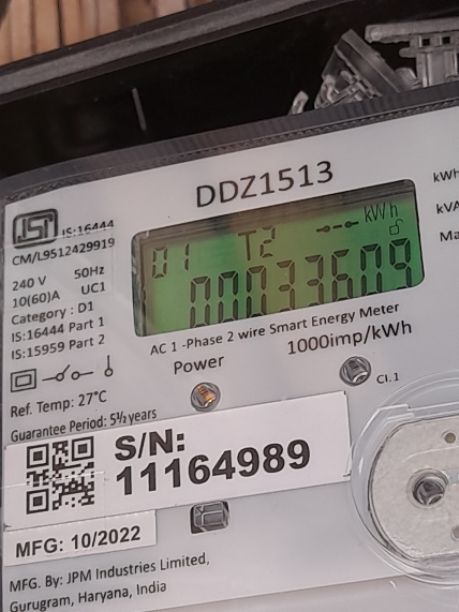 DDZ1513
ISI
IS:16444
CM/L9512429919
240 V 50Hz
10(60)A UC1
Category : D1
IS:16444 Part 1
IS:15959 Part 2
Ref. Temp: 27°C
Guarantee Period: 5½ years
01 T2 kWh
00033609
AC 1 -Phase 2 wire Smart Energy Meter
Power 1000imp/kWh
Cl.1
S/N:
11164989
MFG: 10/2022
MFG. By: JPM Industries Limited,
Gurugram, Haryana, India